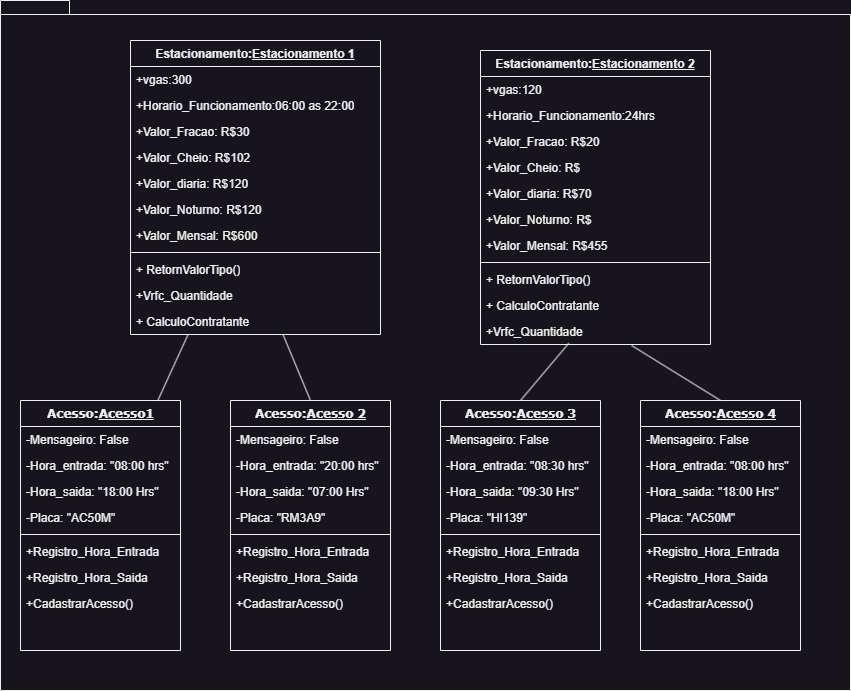 Estacionamento:Estacionamento 1
+vgas:300
+Horario_Funcionamento:06:00 as 22:00
+Valor_Fracao: R$30
+Valor_Cheio: R$102
+Valor_diaria: R$120
+Valor_Noturno: R$120
+Valor_Mensal: R$600
+ RetornValorTipo()
+Vrfc_Quantidade
+ CalculoContratante
Estacionamento:Estacionamento 2
+vgas:120
+Horario_Funcionamento:24hrs
+Valor_Fracao: R$20
+Valor_Cheio: R$
+Valor_diaria: R$70
+Valor_Noturno: R$
+Valor_Mensal: R$455
+ RetornValorTipo()
+ CalculoContratante
+Vrfc_Quantidade
Acesso:Acesso1
-Mensageiro: False
-Hora_entrada: "08:00 hrs"
-Hora_saida: "18:00 Hrs"
-Placa: "AC50M"
+Registro_Hora_Entrada
+Registro_Hora_Saida
+CadastrarAcesso()
Acesso:Acesso 2
-Mensageiro: False
-Hora_entrada: "20:00 hrs"
-Hora_saida: "07:00 Hrs"
-Placa: "RM3A9"
+Registro_Hora_Entrada
+Registro_Hora_Saida
+CadastrarAcesso()
Acesso:Acesso 3
-Mensageiro: False
-Hora_entrada: "08:30 hrs"
-Hora_saida: "09:30 Hrs"
-Placa: "HI139"
+Registro_Hora_Entrada
+Registro_Hora_Saida
+CadastrarAcesso()
Acesso:Acesso 4
-Mensageiro: False
-Hora_entrada: "08:00 hrs"
-Hora_saida: "18:00 Hrs"
-Placa: "AC50M"
+Registro_Hora_Entrada
+Registro_Hora_Saida
+CadastrarAcesso()